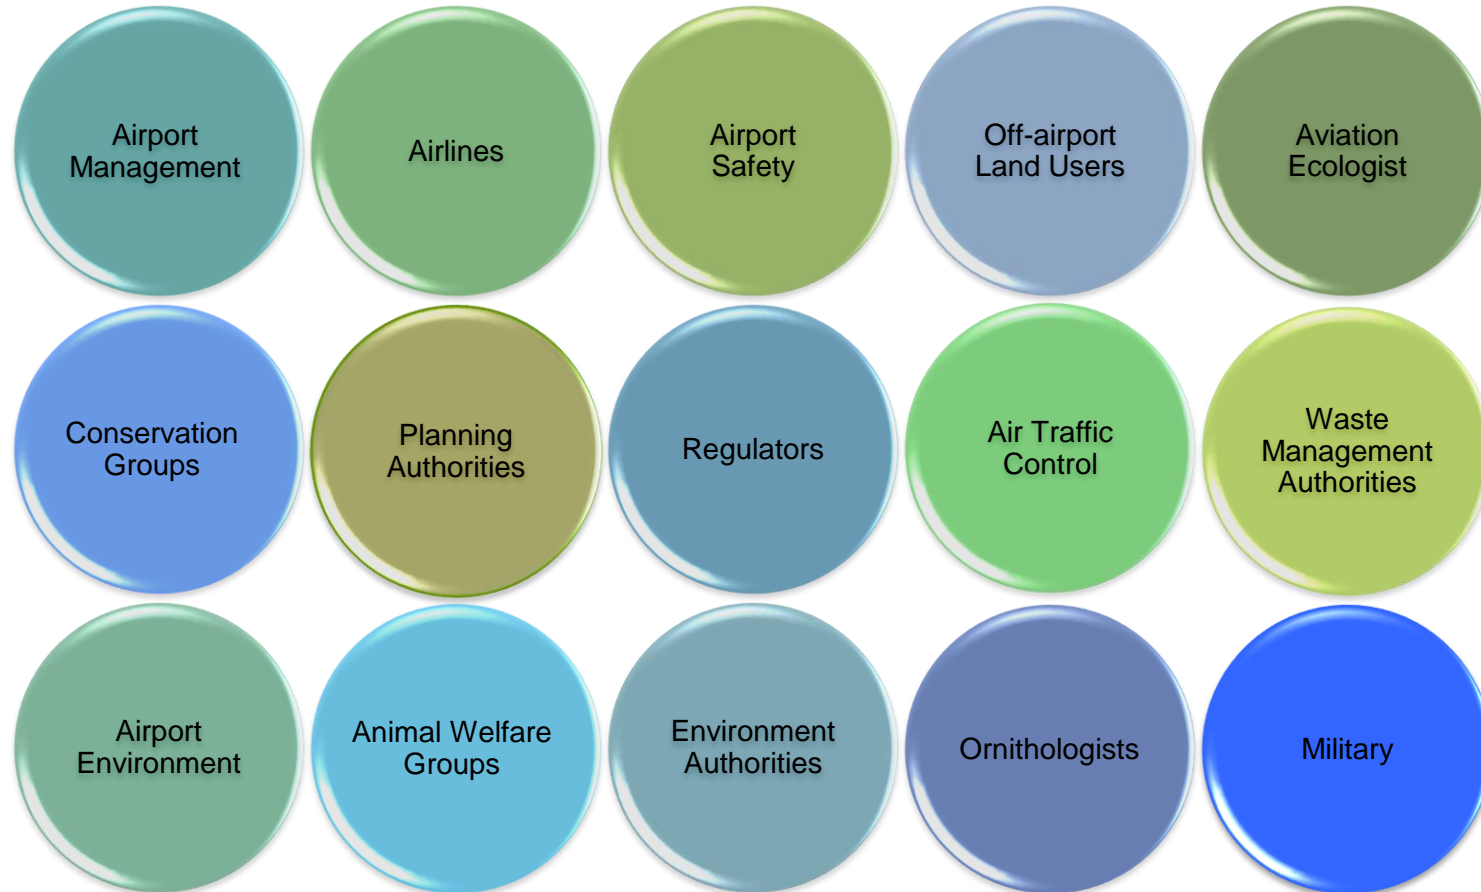 Airport
Management
Airlines
Airport
Safety
Off-airport
Land Users
Aviation
Ecologist
Conservation
Groups
Planning
Authorities
Regulators
Air Traffic
Control
Waste
Management
Authorities
Airport
Environment
Animal Welfare
Groups
Environment
Authorities
Ornithologists
Military